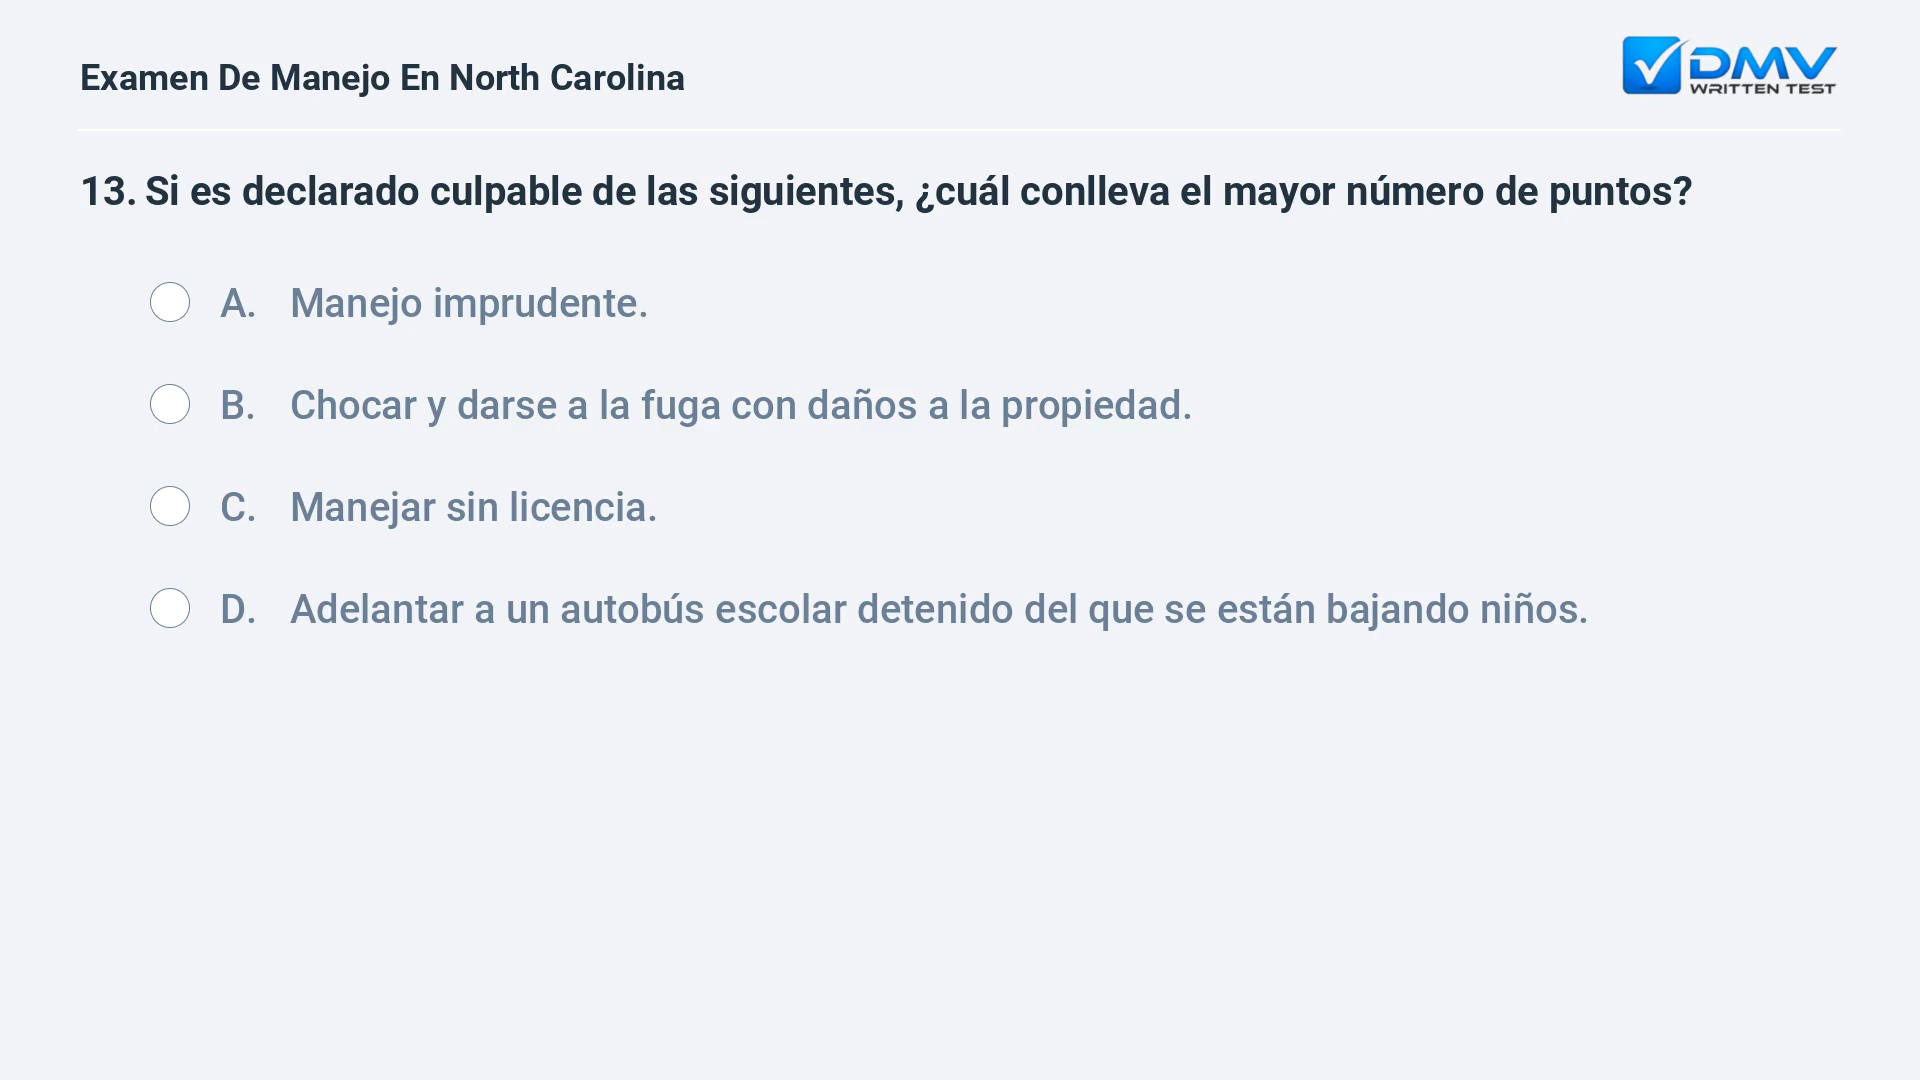 Examen De Manejo En North Carolina
DMV
WRITTEN TEST
13. Si es declarado culpable de las siguientes, ¿cuál conlleva el mayor número de puntos?
A. Manejo imprudente.
B. Chocar y darse a la fuga con daños a la propiedad.
C. Manejar sin licencia.
D. Adelantar a un autobús escolar detenido del que se están bajando niños.